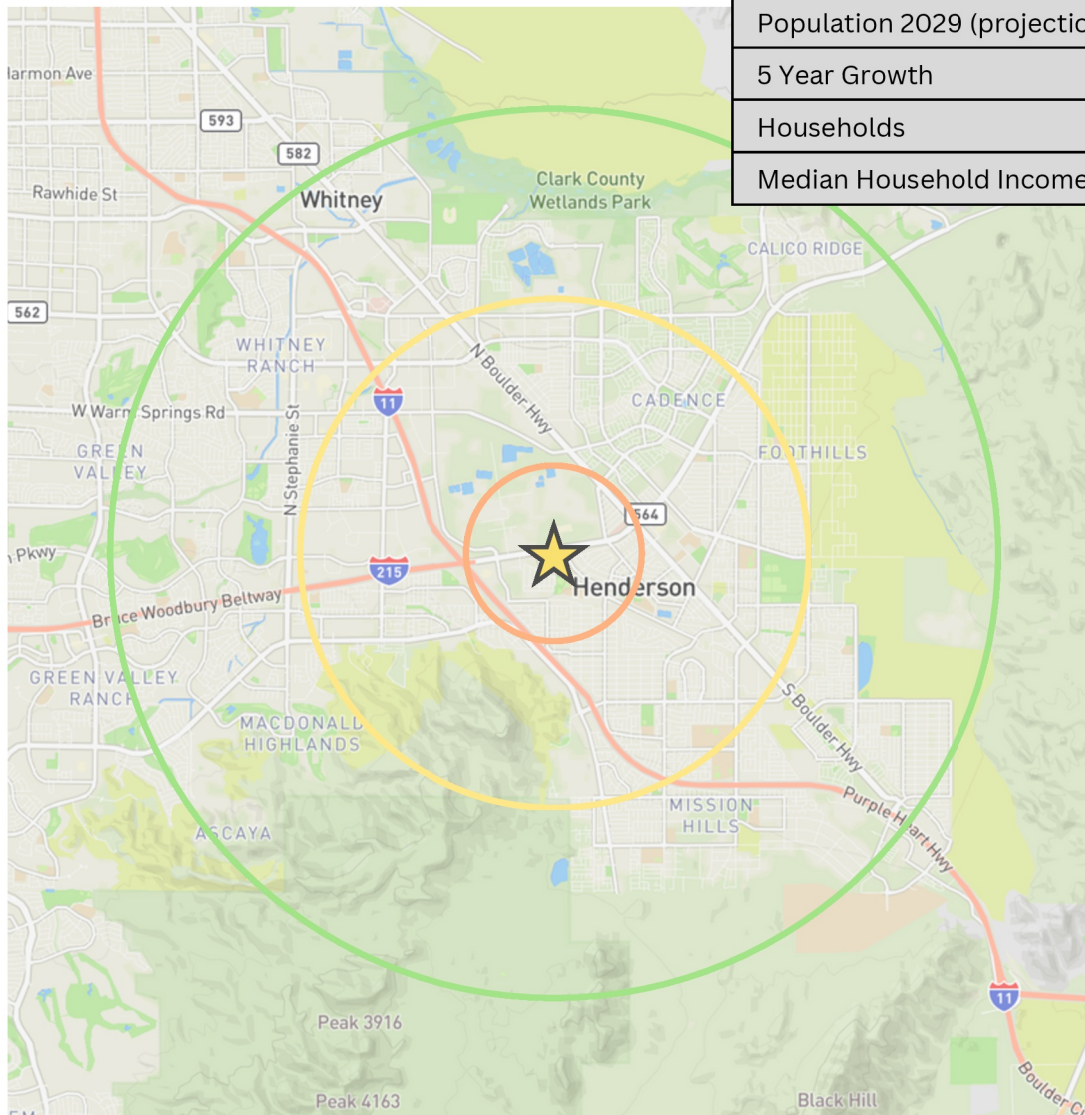 Population 2029 (projectio
5 Year Growth
Households
Median Household Income
Harmon Ave
593
582
Rawhide St
Whitney
Clark County
Wetlands Park
CALICO RIDGE
562
WHITNEY
RANCH
N Boulder Hwy
11
CADENCE
W Warm Springs Rd
GREEN
VALLEY
N Stephanie St
FOOTHILLS
564
Pkwy
215
Henderson
Bruce Woodbury Beltway
GREEN VALLEY
RANCH
MACDONALD
HIGHLANDS
S Boulder Hwy
MISSION
HILLS
Purple Heart Hwy
ASCAYA
11
Peak 3916
Peak 4163
Black Hill
Boulder C